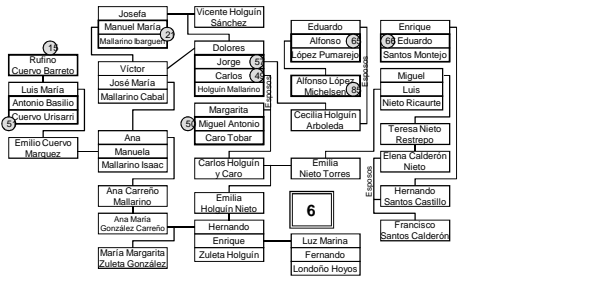 Josefa
Manuel María
Mallarino Ibarguen
21
Vicente Holguín
Sánchez
Eduardo
Alfonso
65
López Pumarejo
Enrique
66
Eduardo
Santos Montejo
15
Rufino
Cuervo Barreto
Dolores
Jorge
57
Carlos
49
Holguín Mallarino
Esposos
Esposos
Víctor
José María
Mallarino Cabal
Miguel
Luis
Nieto Ricaurte
Alfonso López
Michelsen
85
Luis María
Antonio Basilio
Cuervo Urisarri
51
Margarita
50
Miguel Antonio
Caro Tobar
Cecilia Holguín
Arboleda
Teresa Nieto
Restrepo
Emilio Cuervo
Marquez
Ana
Manuela
Mallarino Isaac
Carlos Holguín
y Caro
Emilia
Nieto Torres
Elena Calderón
Nieto
Esposos
Ana Carreño
Mallarino
Emilia
Holguín Nieto
6
Hernando
Santos Castillo
Ana María
González Carreño
Hernando
Enrique
Zuleta Holguín
Francisco
Santos Calderón
María Margarita
Zuleta González
Luz Marina
Fernando
Londoño Hoyos